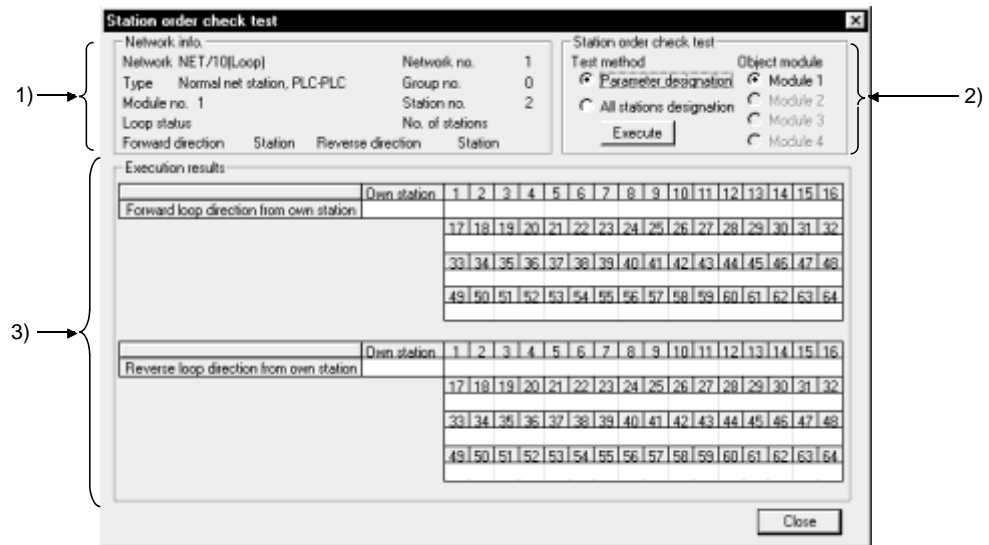 Station order check test
1)
Network info.
Network NET/10(Loop) Network no. 1
Type Normal net station, PLC-PLC Group no. 0
Module no. 1 Station no. 2
Loop status No. of stations
Forward direction Station Reverse direction Station
Station order check test
Test method Object module
Parameter designation Module 1
All stations designation Module 2
Module 3
Execute Module 4
2)
3)
Execution results
Own station 1 2 3 4 5 6 7 8 9 10 11 12 13 14 15 16
Forward loop direction from own station
17 18 19 20 21 22 23 24 25 26 27 28 29 30 31 32
33 34 35 36 37 38 39 40 41 42 43 44 45 46 47 48
49 50 51 52 53 54 55 56 57 58 59 60 61 62 63 64
Own station 1 2 3 4 5 6 7 8 9 10 11 12 13 14 15 16
Reverse loop direction from own station
17 18 19 20 21 22 23 24 25 26 27 28 29 30 31 32
33 34 35 36 37 38 39 40 41 42 43 44 45 46 47 48
49 50 51 52 53 54 55 56 57 58 59 60 61 62 63 64
Close